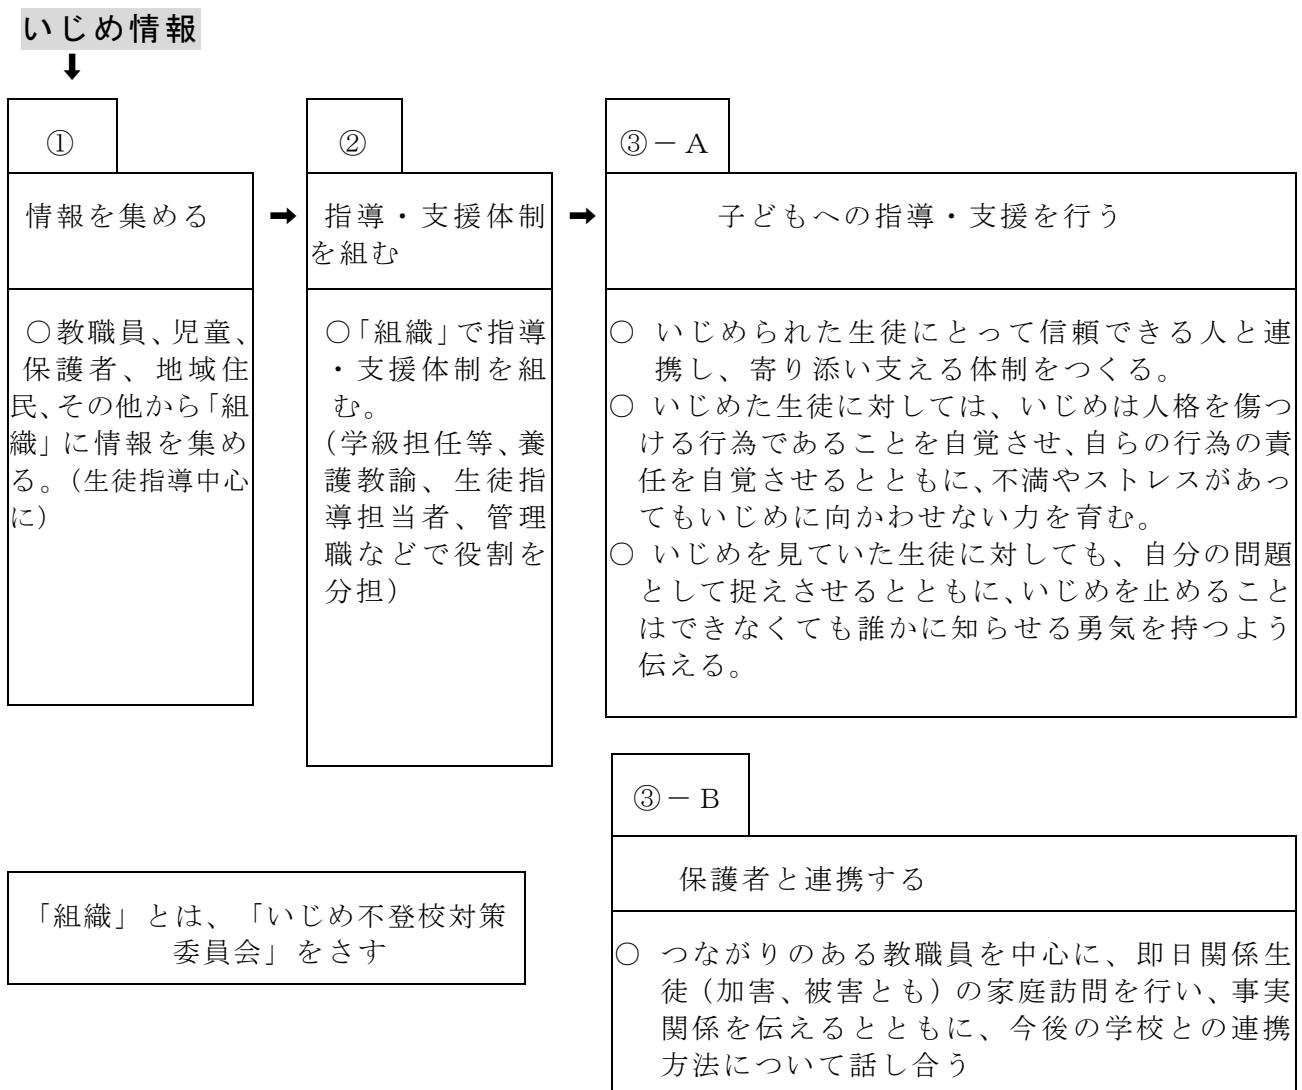 いじめ情報
①
情報を集める
○教職員、児童、
保護者、地域住
民、その他から「組
織」に情報を集め
る。(生徒指導中心
に)
②
指導・支援体制
を組む
○「組織」で指導
・支援体制を組
む。
(学級担任等、養
護教諭、生徒指
導担当者、管理
職などで役割を
分担)
③－A
子どもへの指導・支援を行う
○ いじめられた生徒にとって信頼できる人と連
携し、寄り添い支える体制をつくる。
○ いじめた生徒に対しては、いじめは人格を傷つ
ける行為であることを自覚させ、自らの行為の責
任を自覚させるとともに、不満やストレスがあっ
てもいじめに向かわせない力を育む。
○ いじめを見ていた生徒に対しても、自分の問題
として捉えさせるとともに、いじめを止めること
はできなくても誰かに知らせる勇気を持つよう
伝える。
③－B
保護者と連携する
○ つながりのある教職員を中心に、即日関係生
徒(加害、被害とも)の家庭訪問を行い、事実
関係を伝えるとともに、今後の学校との連携
方法について話し合う
「組織」とは、「いじめ不登校対策
委員会」をさす